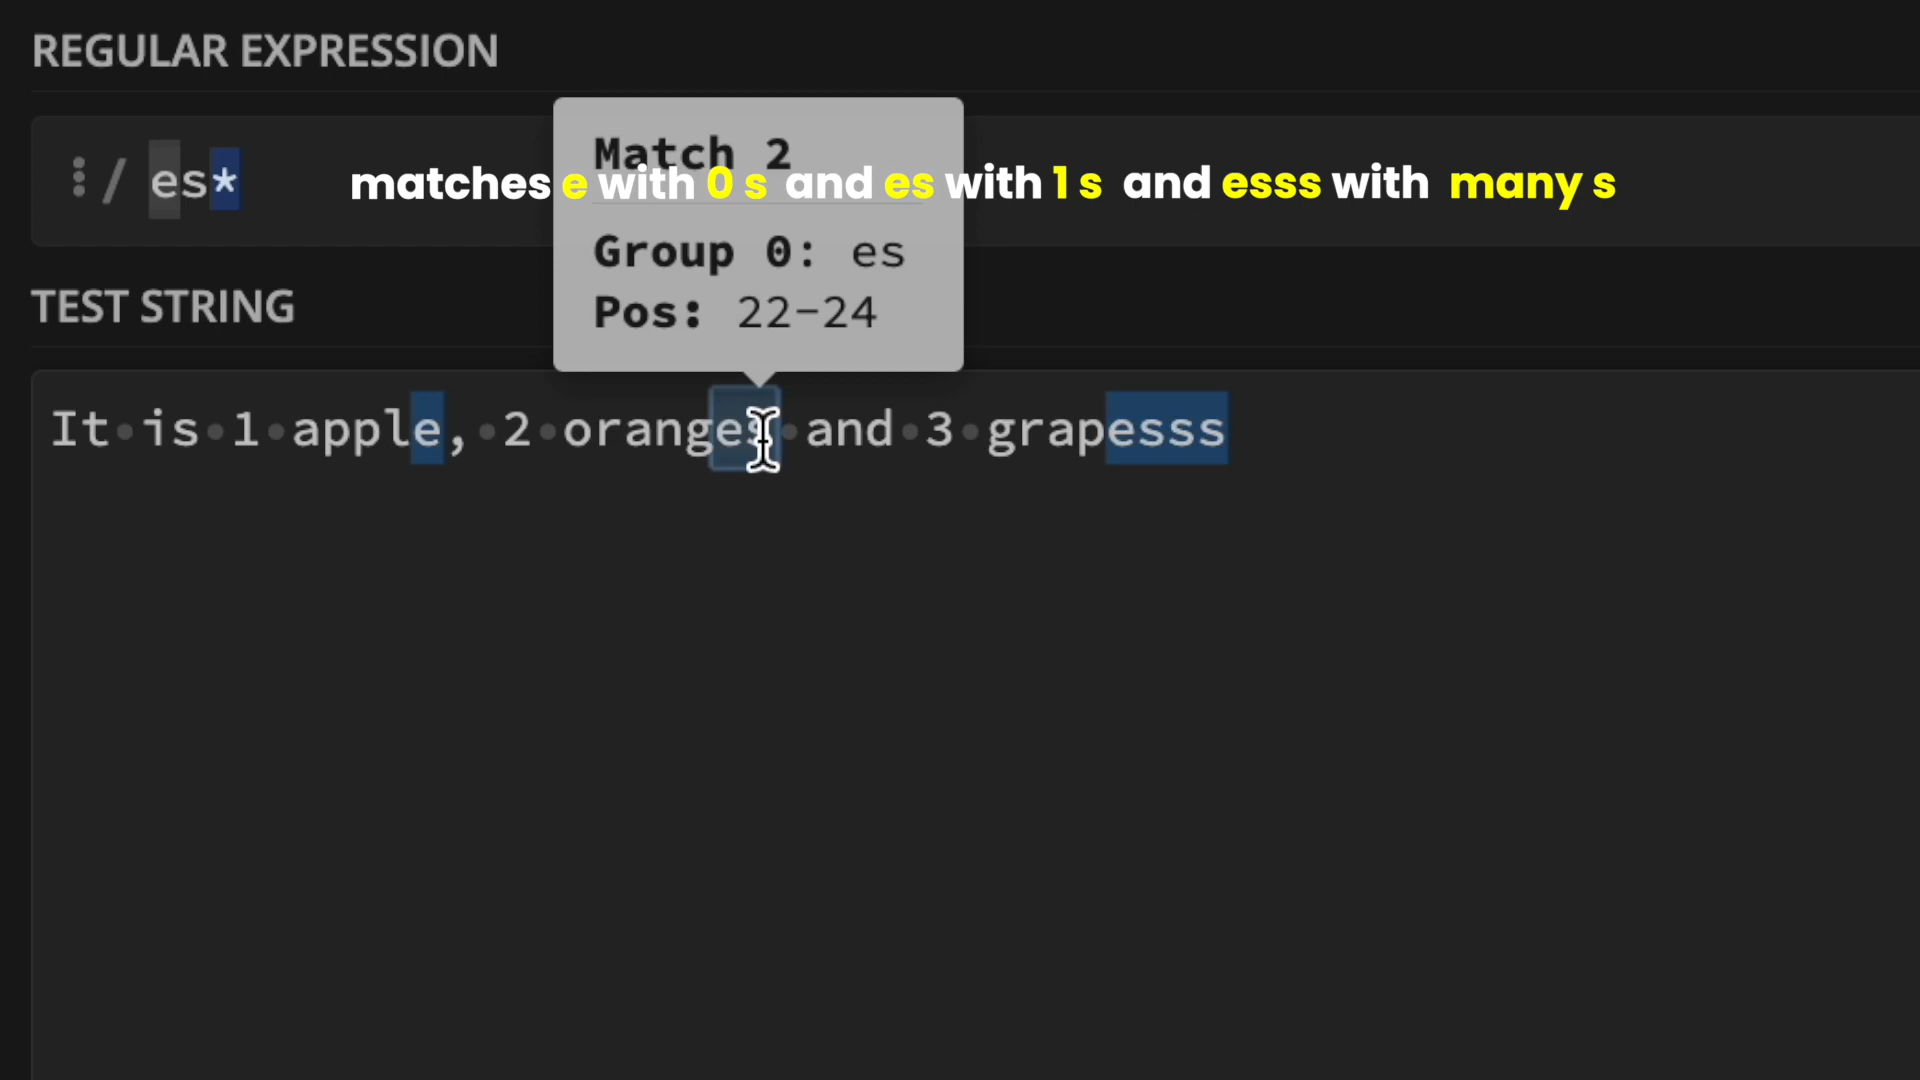 REGULAR EXPRESSION
/ es*
matches e with 0 s and es with 1 s and esss with many s
Match 2
Group 0: es
Pos: 22-24
TEST STRING
It·is·1·apple,·2·oranges·and·3·grapesss